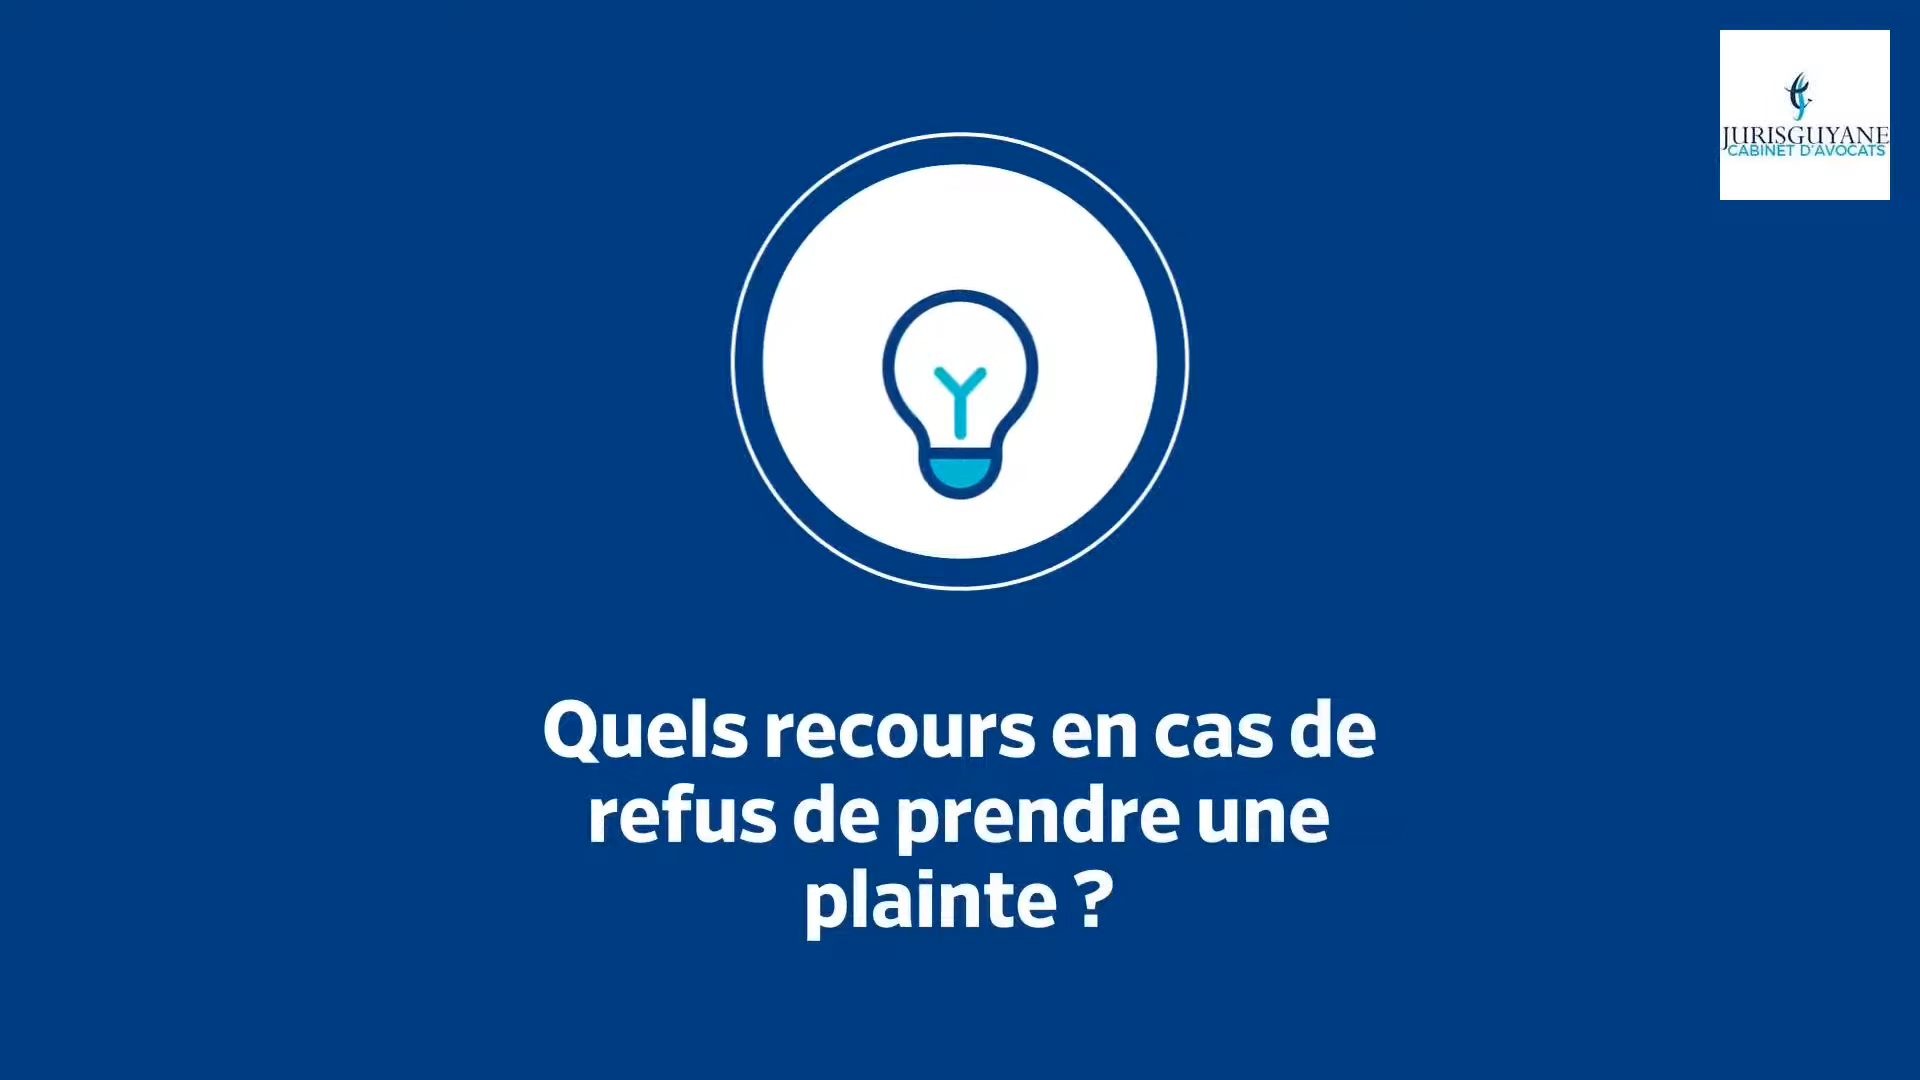 JURISGUYANE
CABINET D'AVOCATS
Quels recours en cas de
refus de prendre une
plainte ?